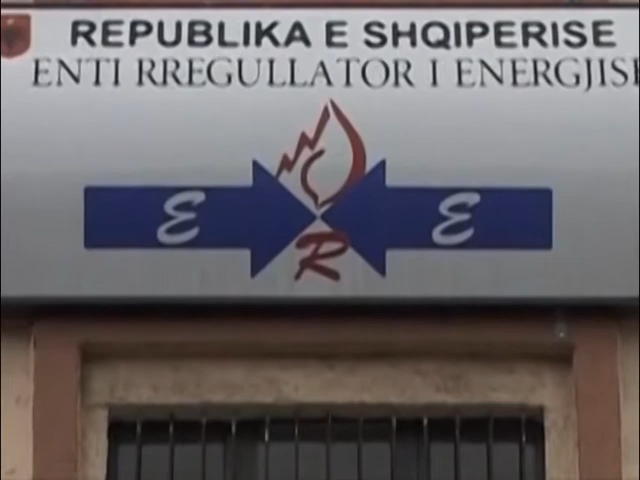 REPUBLIKA E SHQIPERISE
ENTI RREGULLATOR I ENERGJISE
E R E